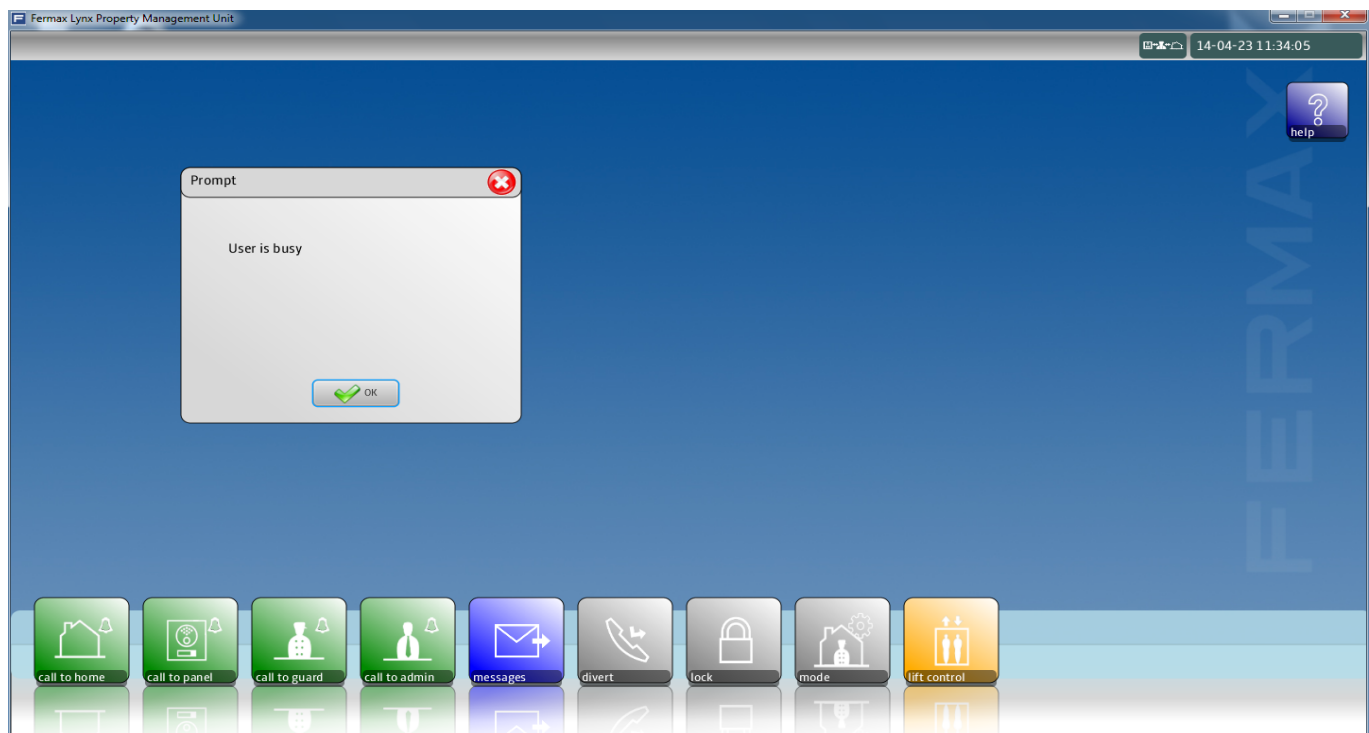 Fermax Lynx Property Management Unit
14-04-23 11:34:05
help
Prompt
User is busy
OK
FERMAX
call to home
call to panel
call to guard
call to admin
messages
divert
lock
mode
lift control